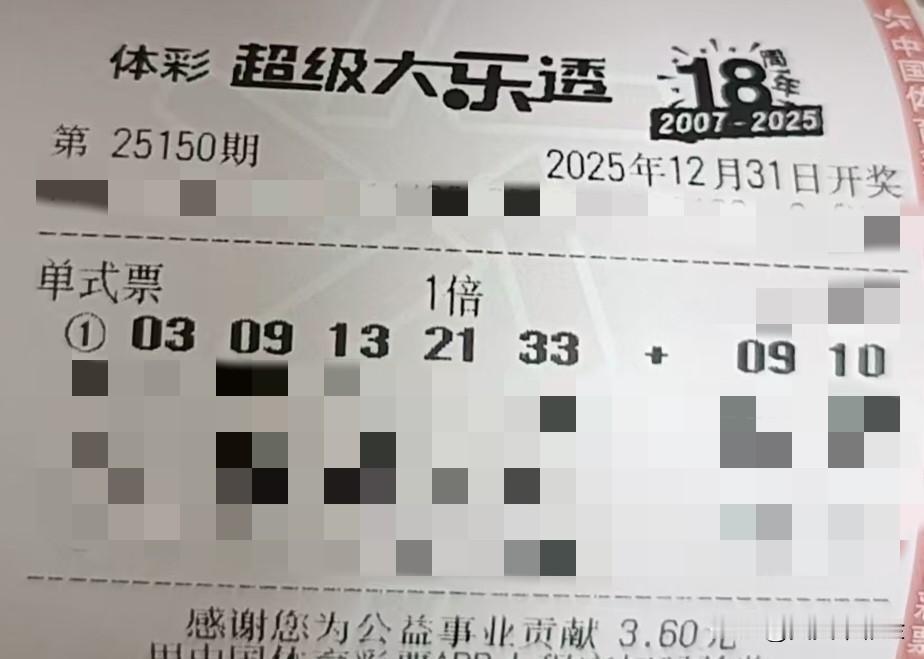 体彩 超级大乐透 18周年
2007-2025
第 25150期
2025年12月31日开奖
单式票
1倍
① 03 09 13 21 33 + 09 10
感谢您为公益事业贡献 3.60元